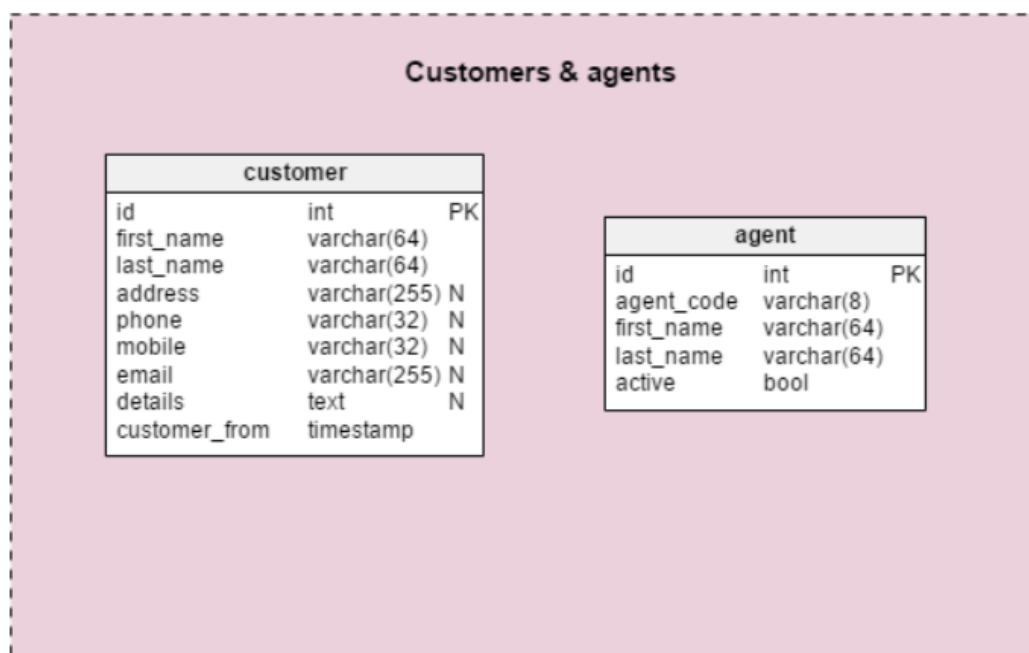 Customers & agents
customer
id int PK
first_name varchar(64)
last_name varchar(64)
address varchar(255) N
phone varchar(32) N
mobile varchar(32) N
email varchar(255) N
details text N
customer_from timestamp
agent
id int PK
agent_code varchar(8)
first_name varchar(64)
last_name varchar(64)
active bool